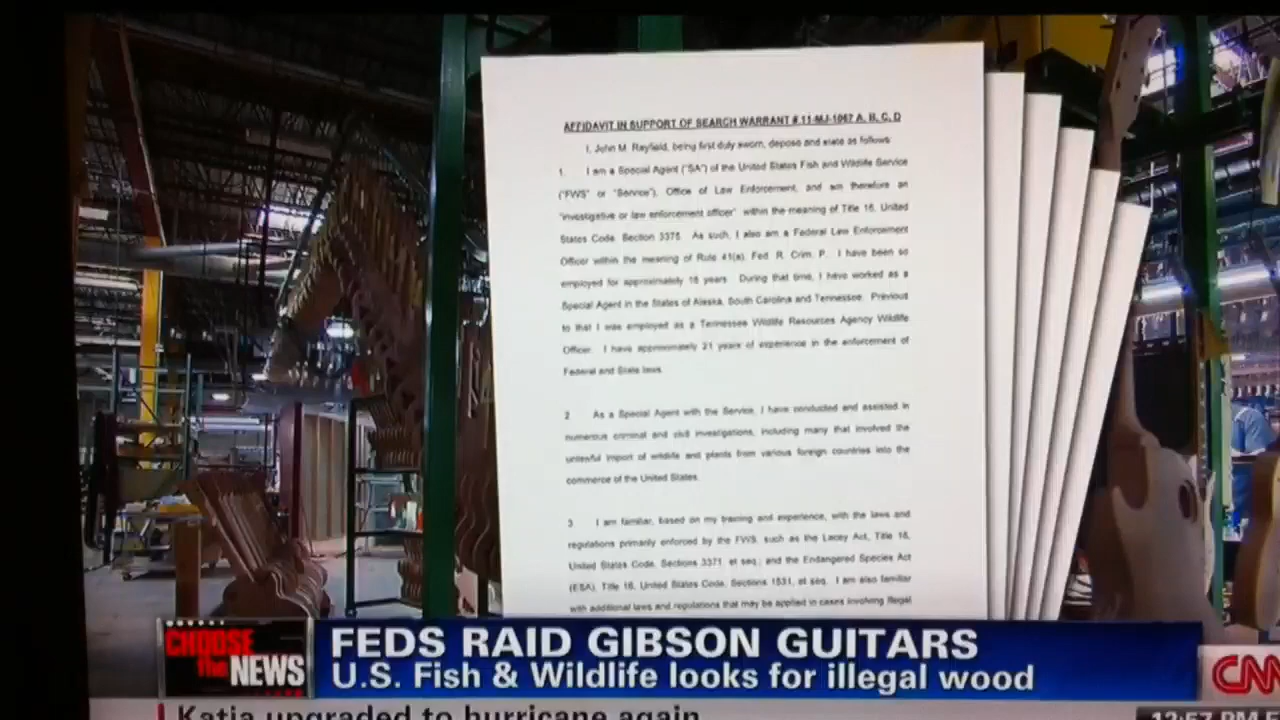 AFFIDAVIT IN SUPPORT OF SEARCH WARRANT # 11-MJ-1067 A, B, C, D
I, John M. Rayfield, being first duly sworn, depose and state as follows:
1. I am a Special Agent ("SA") of the United States Fish and Wildlife Service
("FWS" or "Service"), Office of Law Enforcement, and am therefore an
"investigative or law enforcement officer" within the meaning of Title 16, United
States Code, Section 3375. As such, I also am a Federal Law Enforcement
Officer within the meaning of Rule 41(a), Fed. R. Crim. P. I have been so
employed for approximately 18 years. During that time, I have worked as a
Special Agent in the States of Alaska, South Carolina and Tennessee. Previous
to that I was employed as a Tennessee Wildlife Resources Agency Wildlife
Officer. I have approximately 21 years of experience in the enforcement of
Federal and State laws.
2. As a Special Agent with the Service, I have conducted and assisted in
numerous criminal and civil investigations, including many that involved the
unlawful import of wildlife and plants from various foreign countries into the
commerce of the United States.
3. I am familiar, based on my training and experience, with the laws and
regulations primarily enforced by the FWS, such as the Lacey Act, Title 16,
United States Code, Sections 3371, et seq.; and the Endangered Species Act
(ESA), Title 16, United States Code, Sections 1531, et seq. I am also familiar
with additional laws and regulations that may be applied in cases involving illegal
CHOOSE
the NEWS
FEDS RAID GIBSON GUITARS
U.S. Fish & Wildlife looks for illegal wood
CNN
Katia upgraded to hurricane again
12:57 PM E